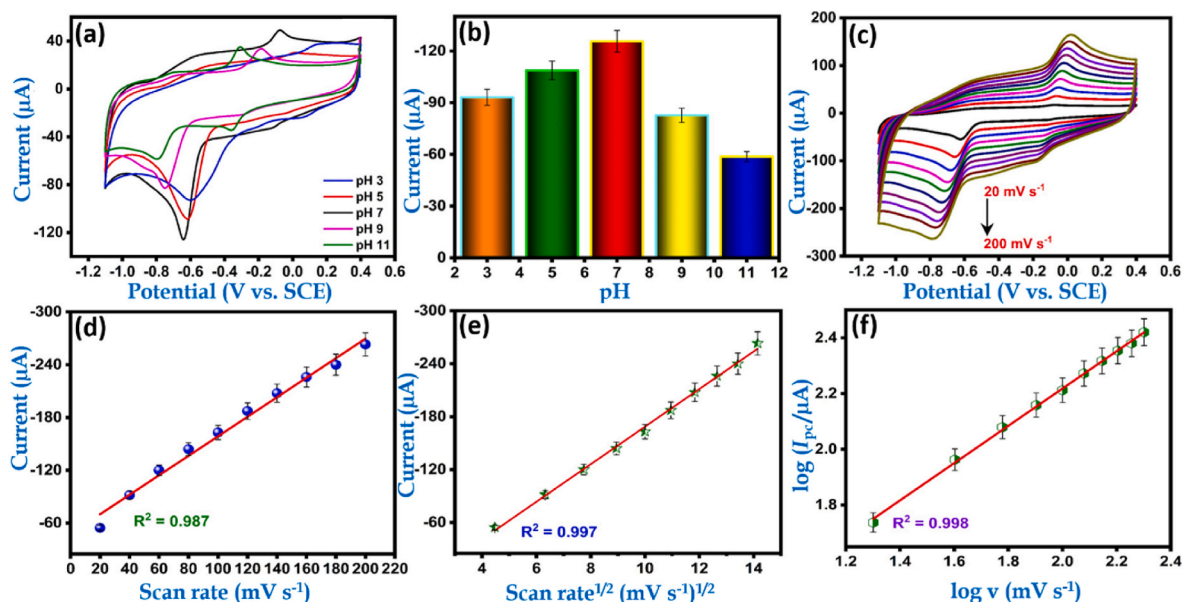 (a)
40
0
-40
-80
-120
Current (µA)
pH 3
pH 5
pH 7
pH 9
pH 11
-1.0 -0.8 -0.6 -0.4 -0.2 0.0 0.2 0.4 0.6
Potential (V vs. SCE)
(b)
-120
-90
-60
-30
0
Current (µA)
2 3 4 5 6 7 8 9 10 11 12
pH
(c)
200
100
0
-100
-200
-300
Current (µA)
20 mV s⁻¹
200 mV s⁻¹
-1.0 -0.8 -0.6 -0.4 -0.2 0.0 0.2 0.4 0.6
Potential (V vs. SCE)
(d)
-300
-240
-180
-120
-60
Current (µA)
R² = 0.987
0 20 40 60 80 100 120 140 160 180 200
Scan rate (mV s⁻¹)
(e)
-300
-240
-180
-120
-60
Current (µA)
R² = 0.997
4 6 8 10 12 14
Scan rate¹/² (mV s⁻¹)¹/²
(f)
2.4
2.2
2.0
1.8
1.6
log (Ipc/µA)
R² = 0.998
1.2 1.4 1.6 1.8 2.0 2.2 2.4
log v (mV s⁻¹)